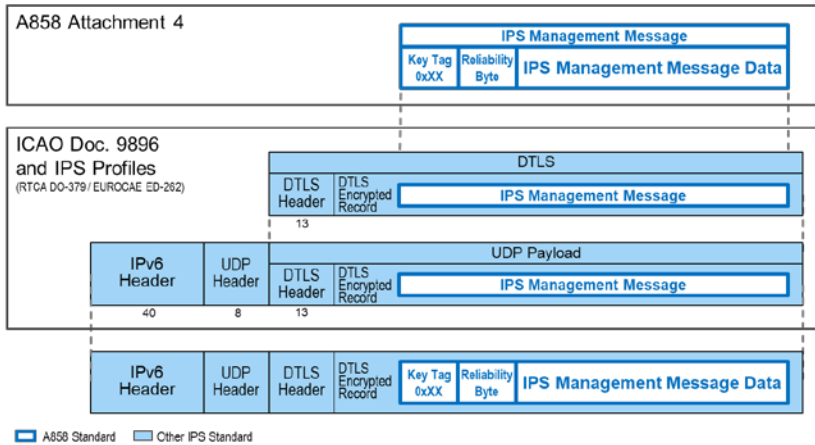 A858 Attachment 4
IPS Management Message
Key Tag
0xXX
Reliability
Byte
IPS Management Message Data
ICAO Doc. 9896
and IPS Profiles
(RTCA DO-379/ EUROCAE ED-262)
DTLS
DTLS
Header
DTLS
Encrypted
Record
IPS Management Message
13
IPv6
Header
UDP
Header
UDP Payload
DTLS
Header
DTLS
Encrypted
Record
IPS Management Message
40
8
13
IPv6
Header
UDP
Header
DTLS
Header
DTLS
Encrypted
Record
Key Tag
0xXX
Reliability
Byte
IPS Management Message Data
A858 Standard
Other IPS Standard